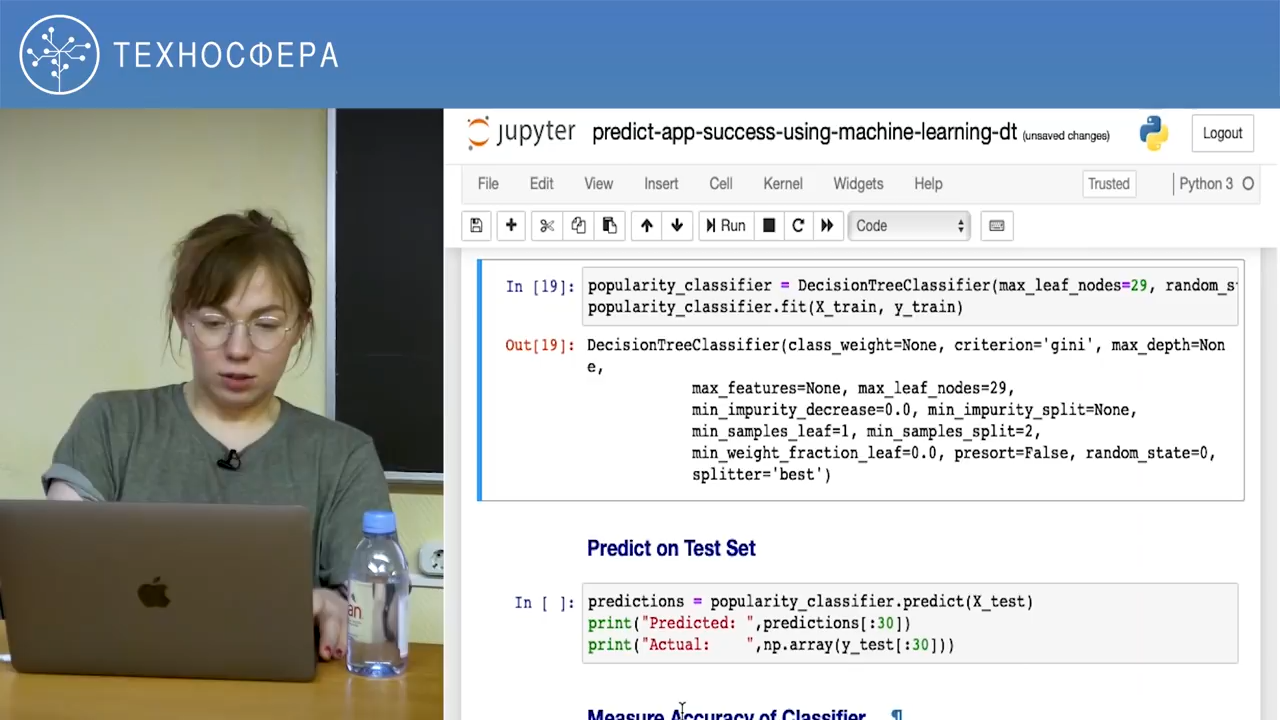 ТЕХНОСФЕРА
jupyter predict-app-success-using-machine-learning-dt (unsaved changes) Logout
File Edit View Insert Cell Kernel Widgets Help Trusted Python 3
Run Code
In [19]: popularity_classifier = DecisionTreeClassifier(max_leaf_nodes=29, random_s
popularity_classifier.fit(X_train, y_train)
Out[19]: DecisionTreeClassifier(class_weight=None, criterion='gini', max_depth=Non
e,
max_features=None, max_leaf_nodes=29,
min_impurity_decrease=0.0, min_impurity_split=None,
min_samples_leaf=1, min_samples_split=2,
min_weight_fraction_leaf=0.0, presort=False, random_state=0,
splitter='best')
Predict on Test Set
In [ ]: predictions = popularity_classifier.predict(X_test)
print("Predicted: ",predictions[:30])
print("Actual:    ",np.array(y_test[:30]))
Measure Accuracy of Classifier ¶